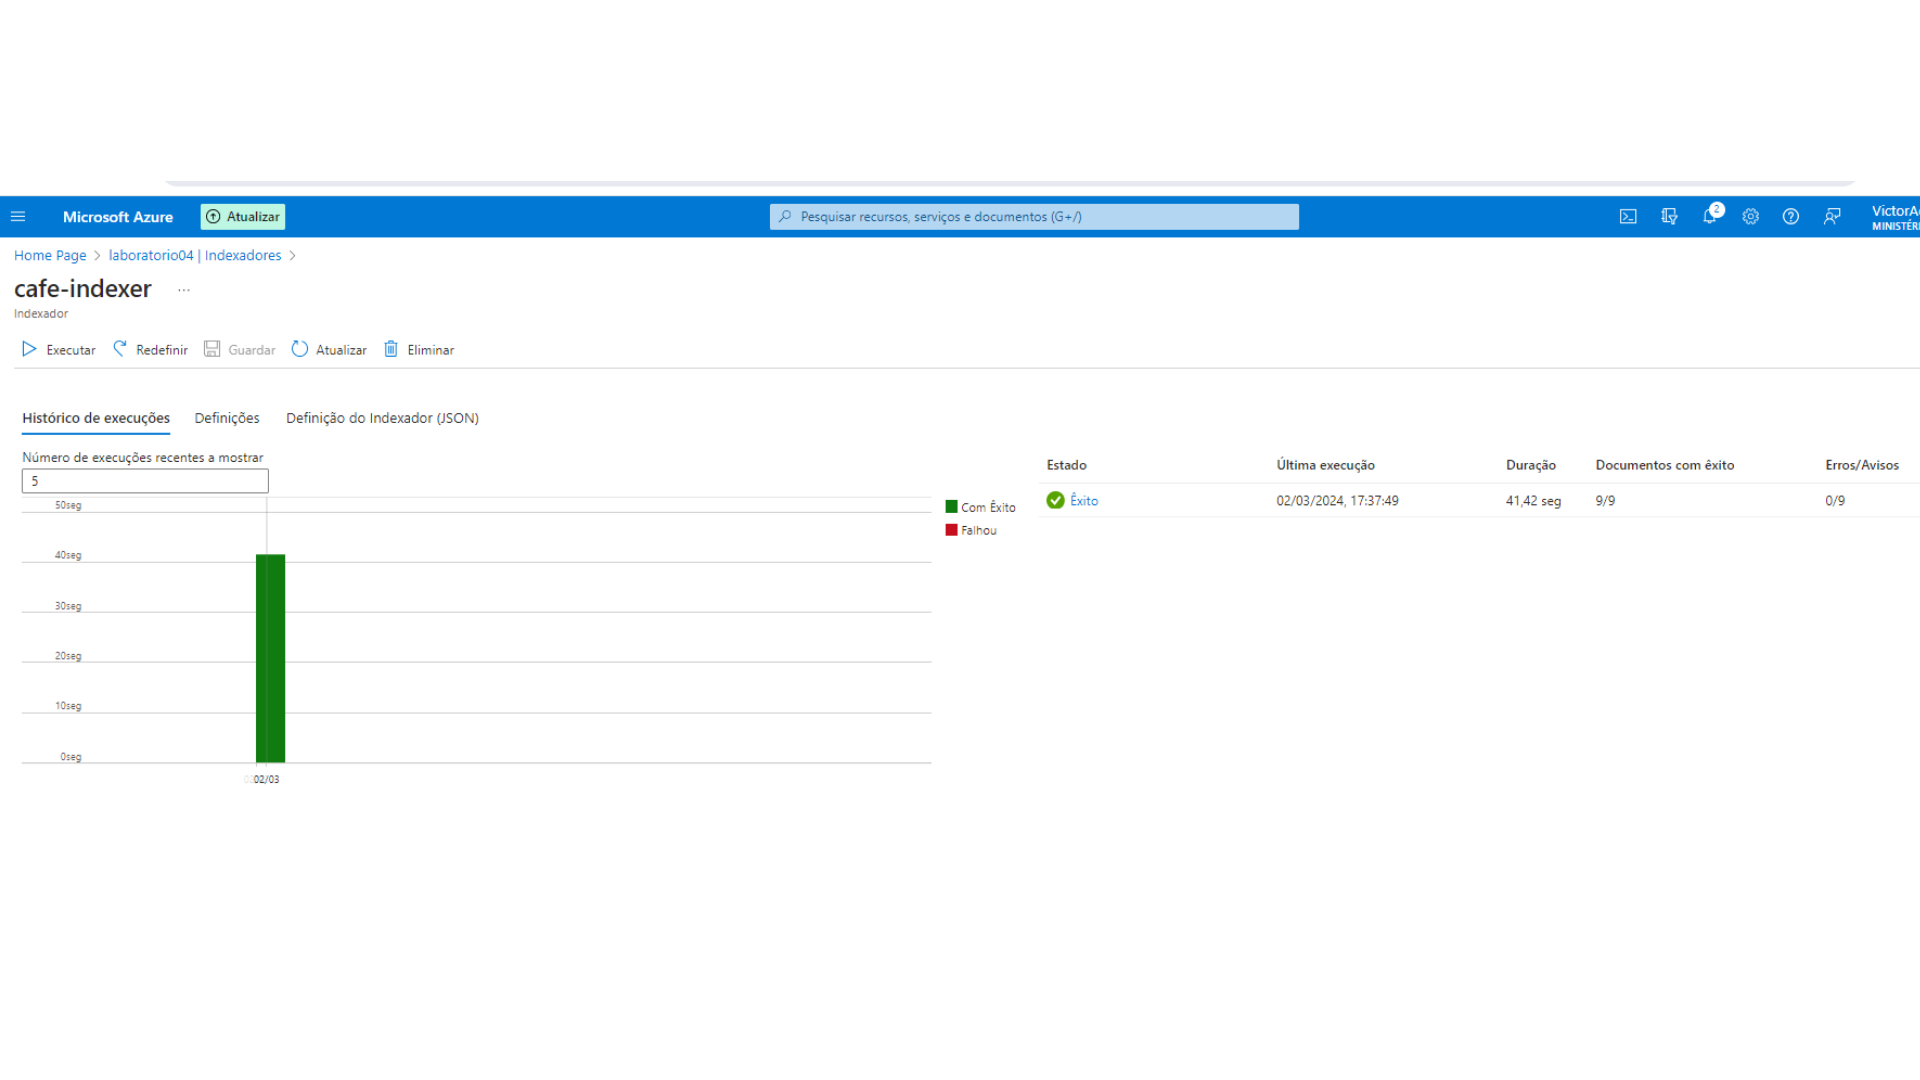 Microsoft Azure
Atualizar
Pesquisar recursos, serviços e documentos (G+/)
2
VictorA
MINISTÉRI
Home Page > laboratorio04 | Indexadores >
cafe-indexer ...
Indexador
Executar Redefinir Guardar Atualizar Eliminar
Histórico de execuções Definições Definição do Indexador (JSON)
Número de execuções recentes a mostrar
5
50seg
40seg
30seg
20seg
10seg
0seg
02/03
Com Êxito
Falhou
Estado Última execução Duração Documentos com êxito Erros/Avisos
Êxito 02/03/2024, 17:37:49 41,42 seg 9/9 0/9